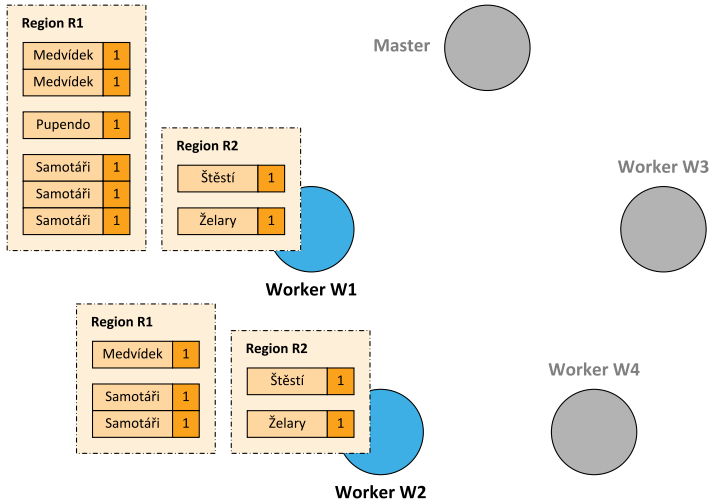 Region R1
Medvídek 1
Medvídek 1
Pupendo 1
Samotáři 1
Samotáři 1
Samotáři 1
Region R2
Štěstí 1
Želary 1
Worker W1
Master
Worker W3
Region R1
Medvídek 1
Samotáři 1
Samotáři 1
Region R2
Štěstí 1
Želary 1
Worker W2
Worker W4